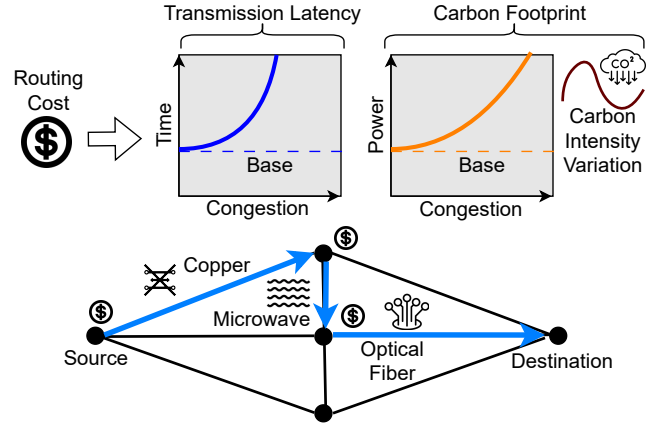 Transmission Latency
Carbon Footprint
Routing
Cost
$
Time
Base
Congestion
Power
Base
Congestion
CO²
Carbon
Intensity
Variation
$
Copper
$
Microwave
$
Source
Optical
Fiber
Destination